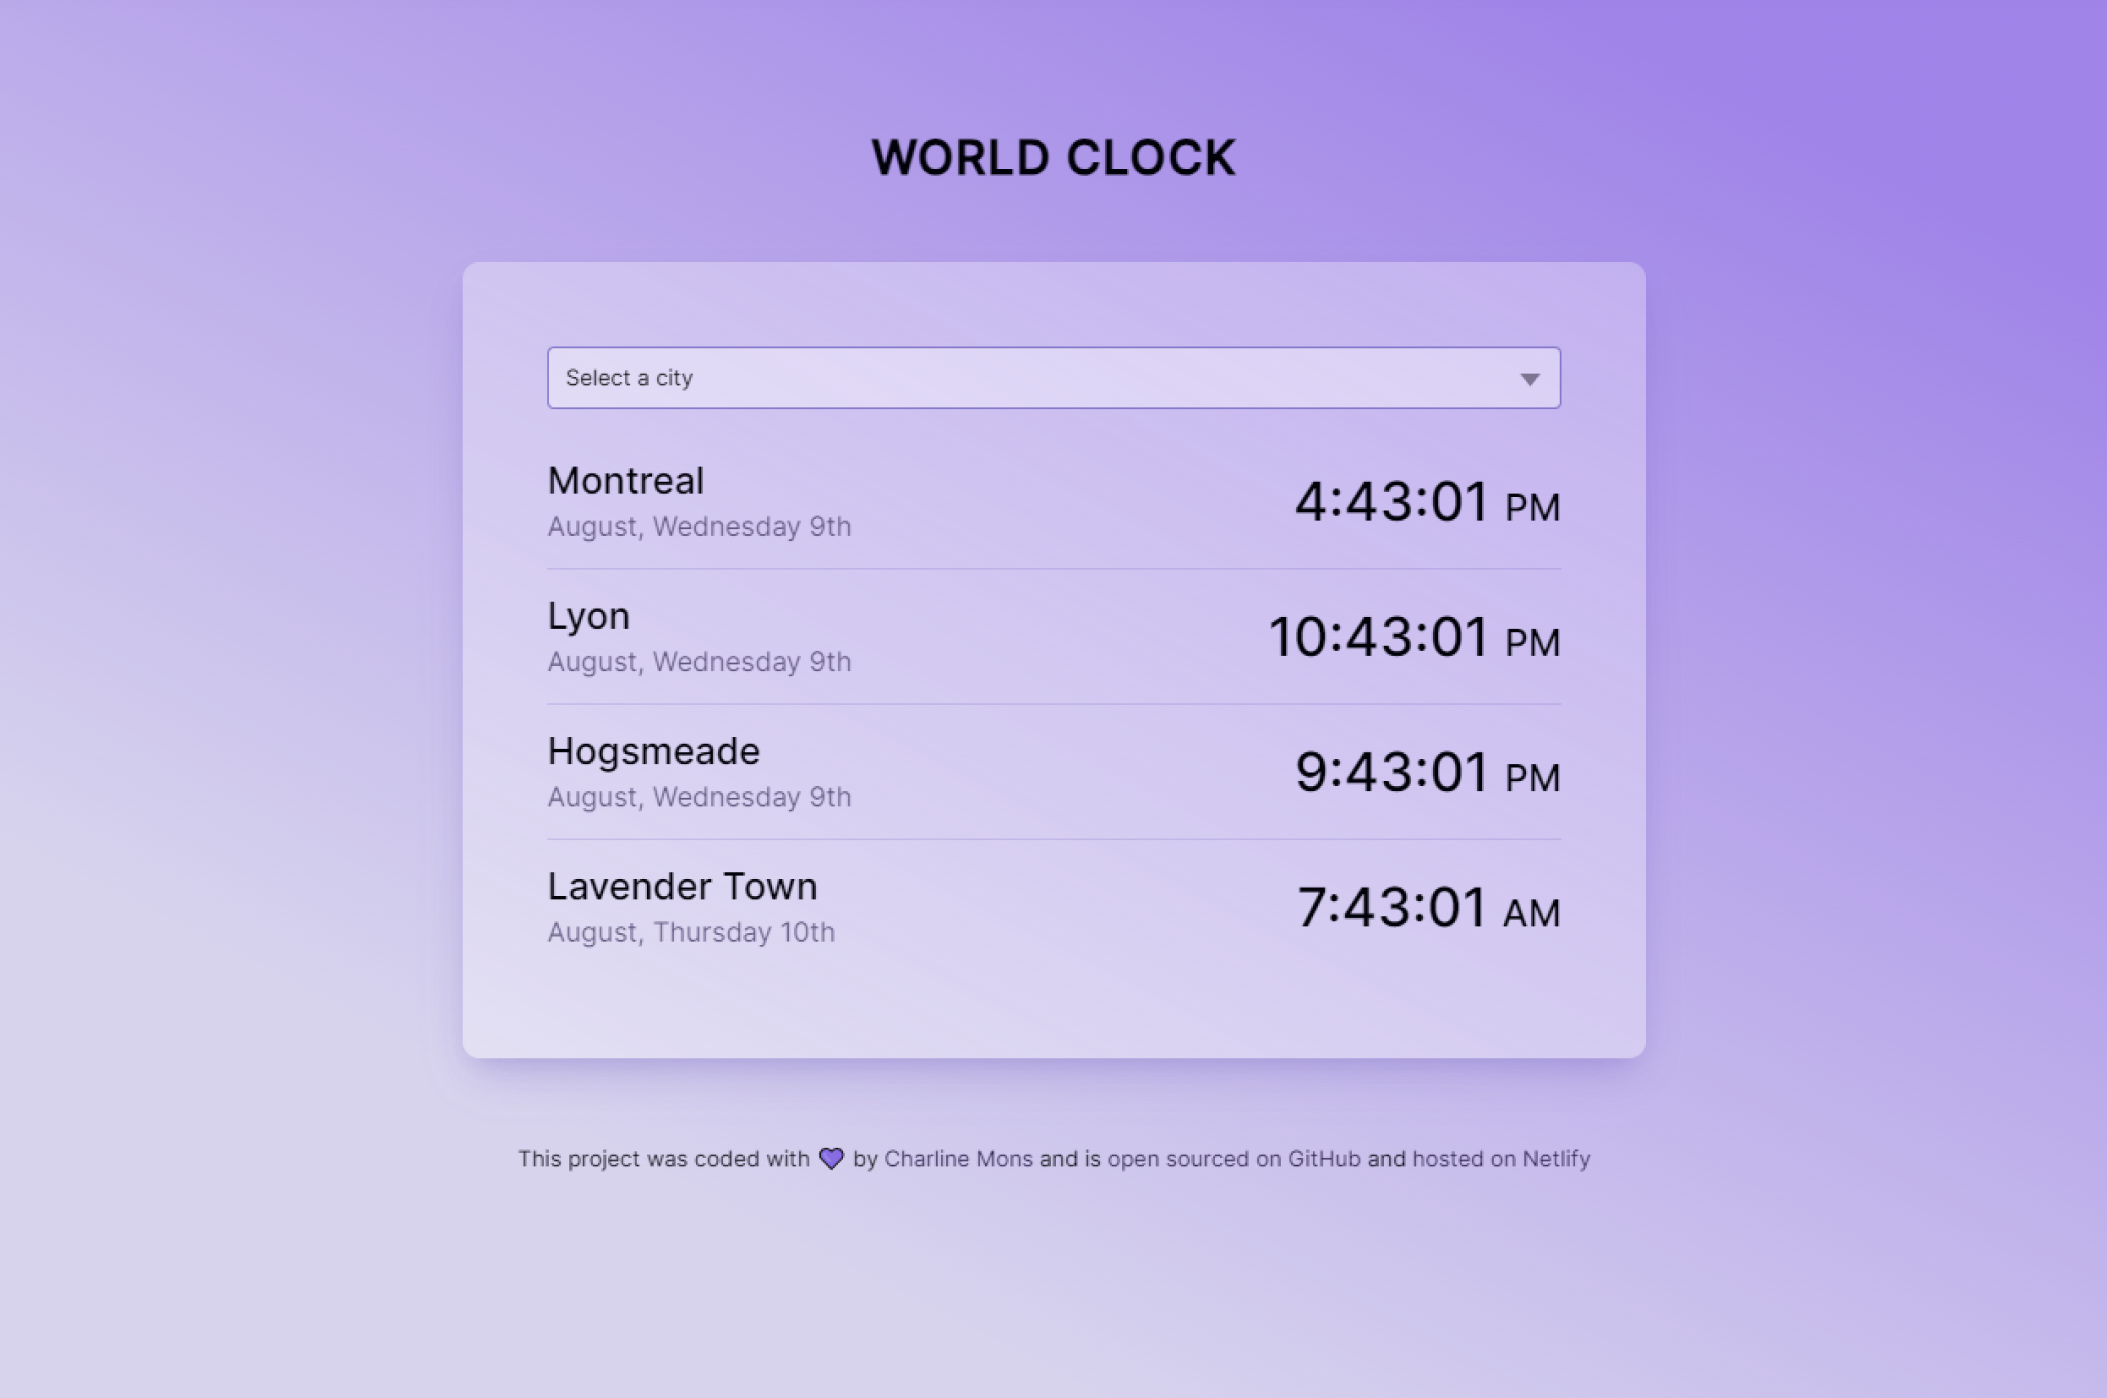 WORLD CLOCK
Select a city
Montreal
August, Wednesday 9th
4:43:01 PM
Lyon
August, Wednesday 9th
10:43:01 PM
Hogsmeade
August, Wednesday 9th
9:43:01 PM
Lavender Town
August, Thursday 10th
7:43:01 AM
This project was coded with 💜 by Charline Mons and is open sourced on GitHub and hosted on Netlify